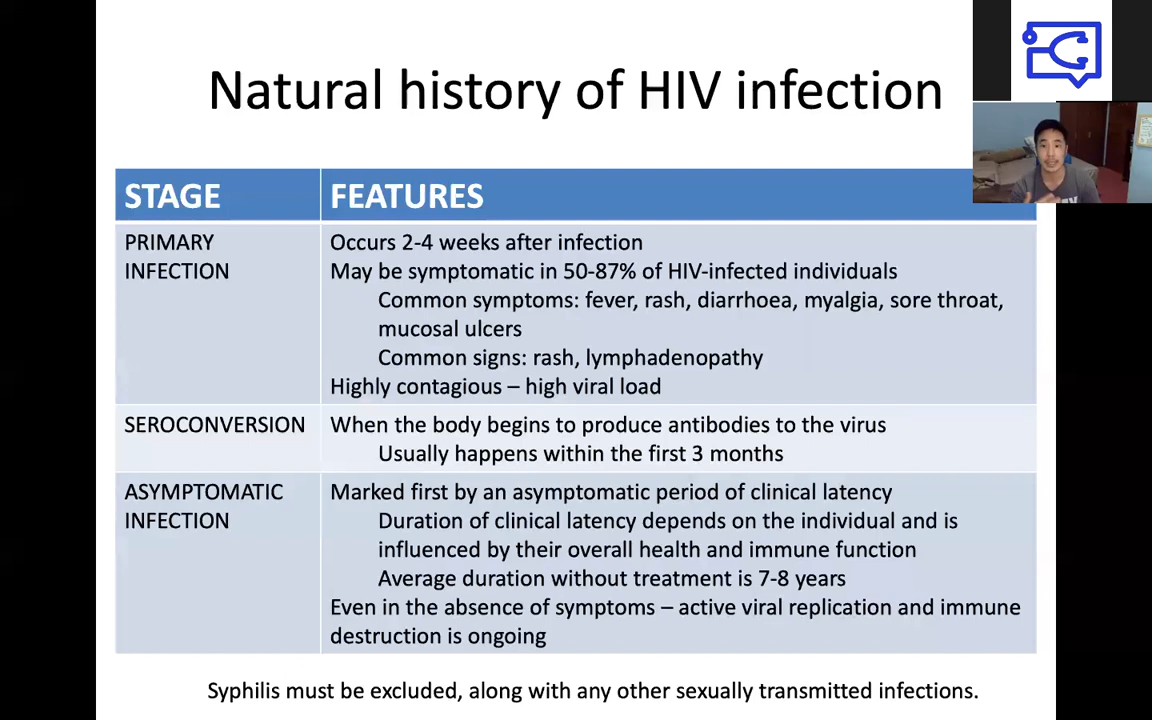 Natural history of HIV infection
STAGE
FEATURES
PRIMARY
INFECTION
Occurs 2-4 weeks after infection
May be symptomatic in 50-87% of HIV-infected individuals
Common symptoms: fever, rash, diarrhoea, myalgia, sore throat,
mucosal ulcers
Common signs: rash, lymphadenopathy
Highly contagious – high viral load
SEROCONVERSION
When the body begins to produce antibodies to the virus
Usually happens within the first 3 months
ASYMPTOMATIC
INFECTION
Marked first by an asymptomatic period of clinical latency
Duration of clinical latency depends on the individual and is
influenced by their overall health and immune function
Average duration without treatment is 7-8 years
Even in the absence of symptoms – active viral replication and immune
destruction is ongoing
Syphilis must be excluded, along with any other sexually transmitted infections.